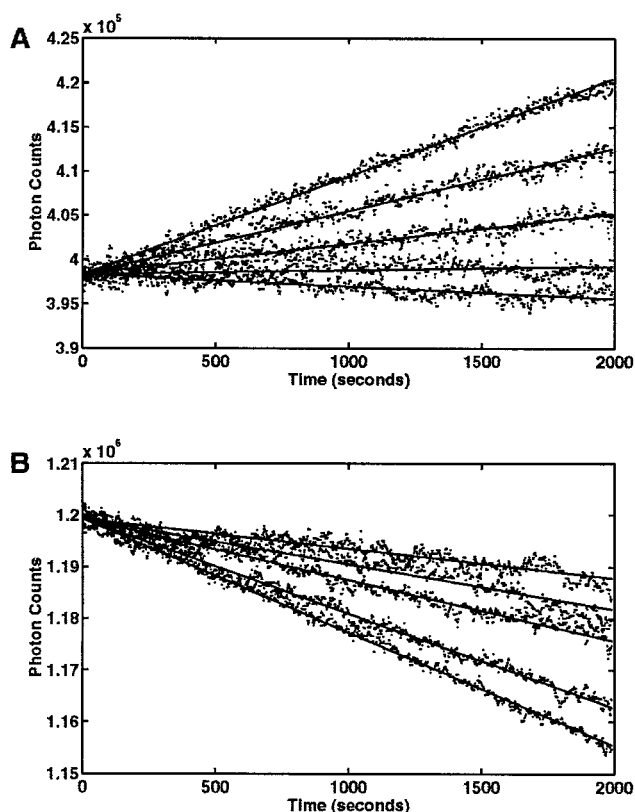 A
x 10^5
4.25
4.2
4.15
4.1
4.05
4
3.95
3.9
Photon Counts
0 500 1000 1500 2000
Time (seconds)
B
x 10^6
1.21
1.2
1.19
1.18
1.17
1.16
1.15
Photon Counts
0 500 1000 1500 2000
Time (seconds)